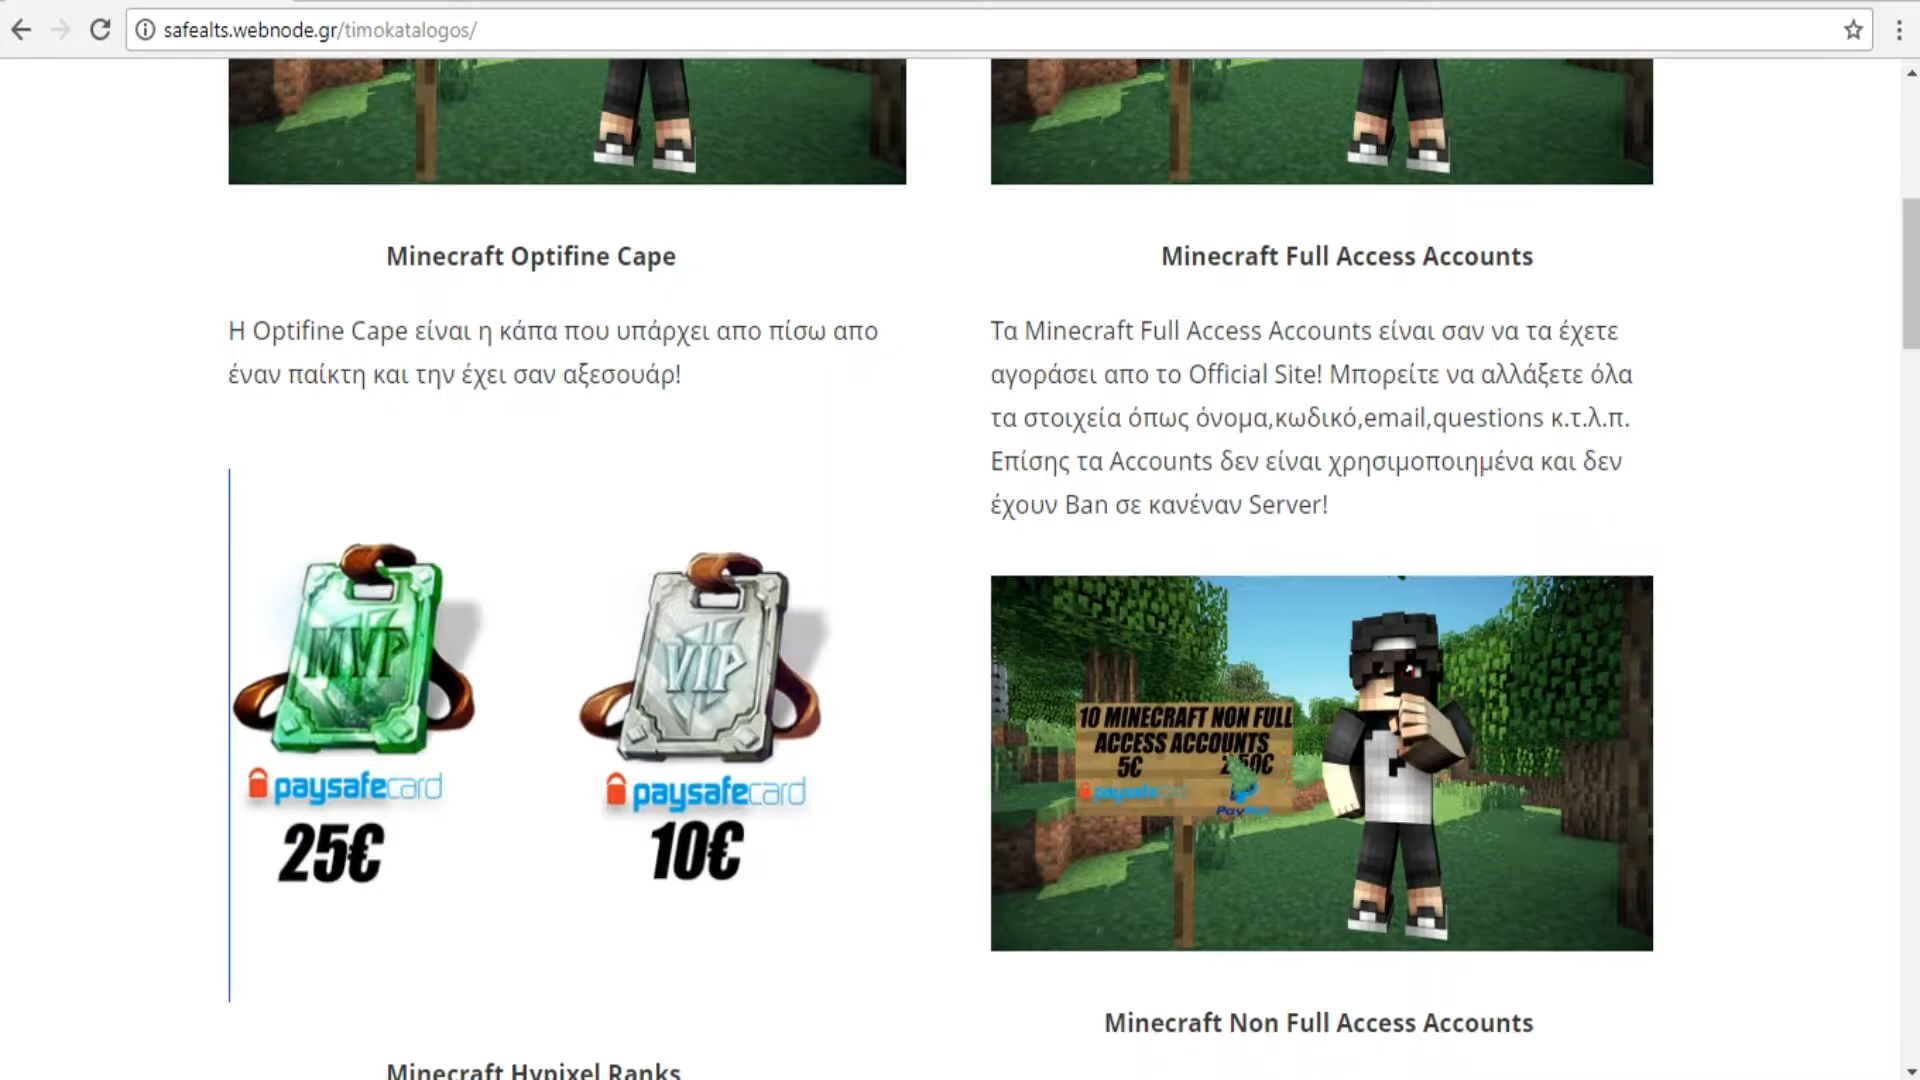 safealts.webnode.gr/timokatalogos/
Minecraft Optifine Cape
Η Optifine Cape είναι η κάπα που υπάρχει απο πίσω απο
έναν παίκτη και την έχει σαν αξεσουάρ!
MVP
VIP
paysafecard
paysafecard
25€
10€
Minecraft Hypixel Ranks
Minecraft Full Access Accounts
Τα Minecraft Full Access Accounts είναι σαν να τα έχετε
αγοράσει απο το Official Site! Μπορείτε να αλλάξετε όλα
τα στοιχεία όπως όνομα,κωδικό,email,questions κ.τ.λ.π.
Επίσης τα Accounts δεν είναι χρησιμοποιημένα και δεν
έχουν Ban σε κανέναν Server!
10 MINECRAFT NON FULL
ACCESS ACCOUNTS
5€ 2,50€
paysafecard
PayPal
Minecraft Non Full Access Accounts